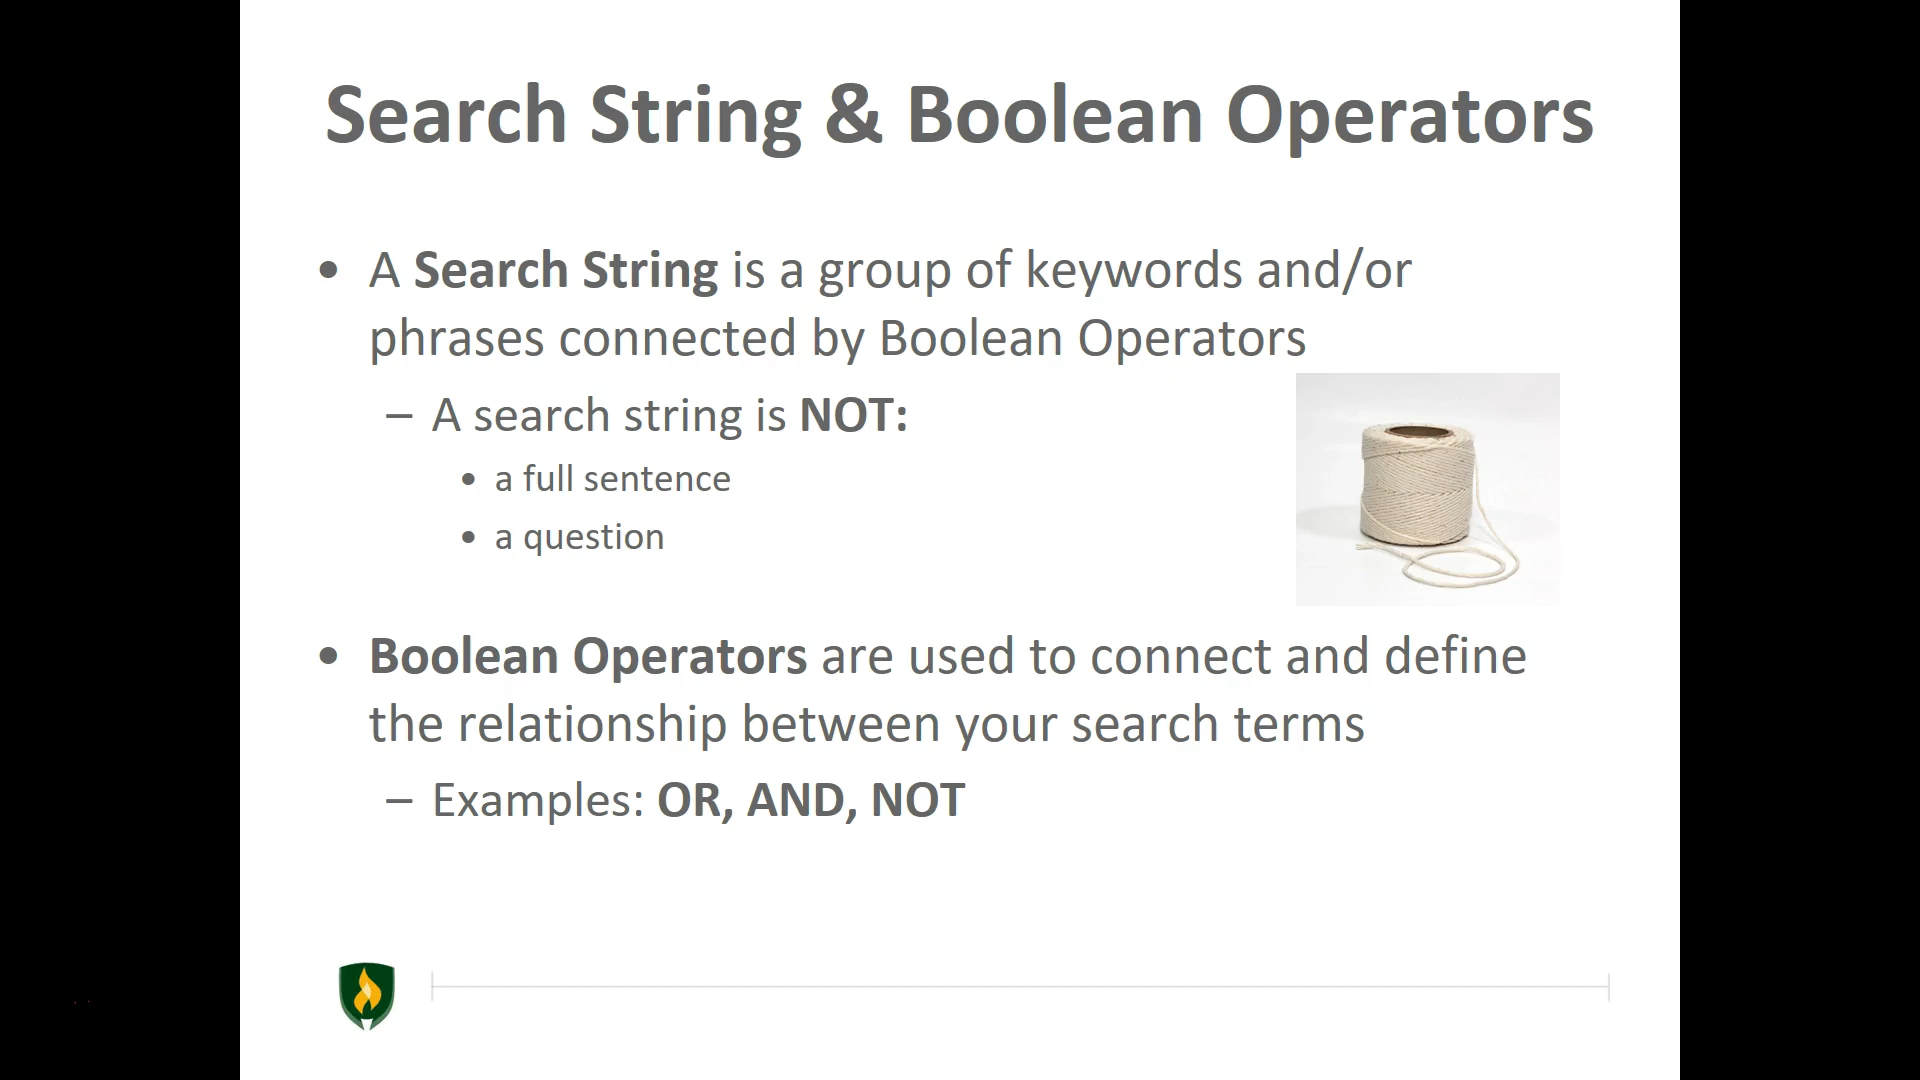 Search String & Boolean Operators
• A Search String is a group of keywords and/or
phrases connected by Boolean Operators
– A search string is NOT:
• a full sentence
• a question
• Boolean Operators are used to connect and define
the relationship between your search terms
– Examples: OR, AND, NOT